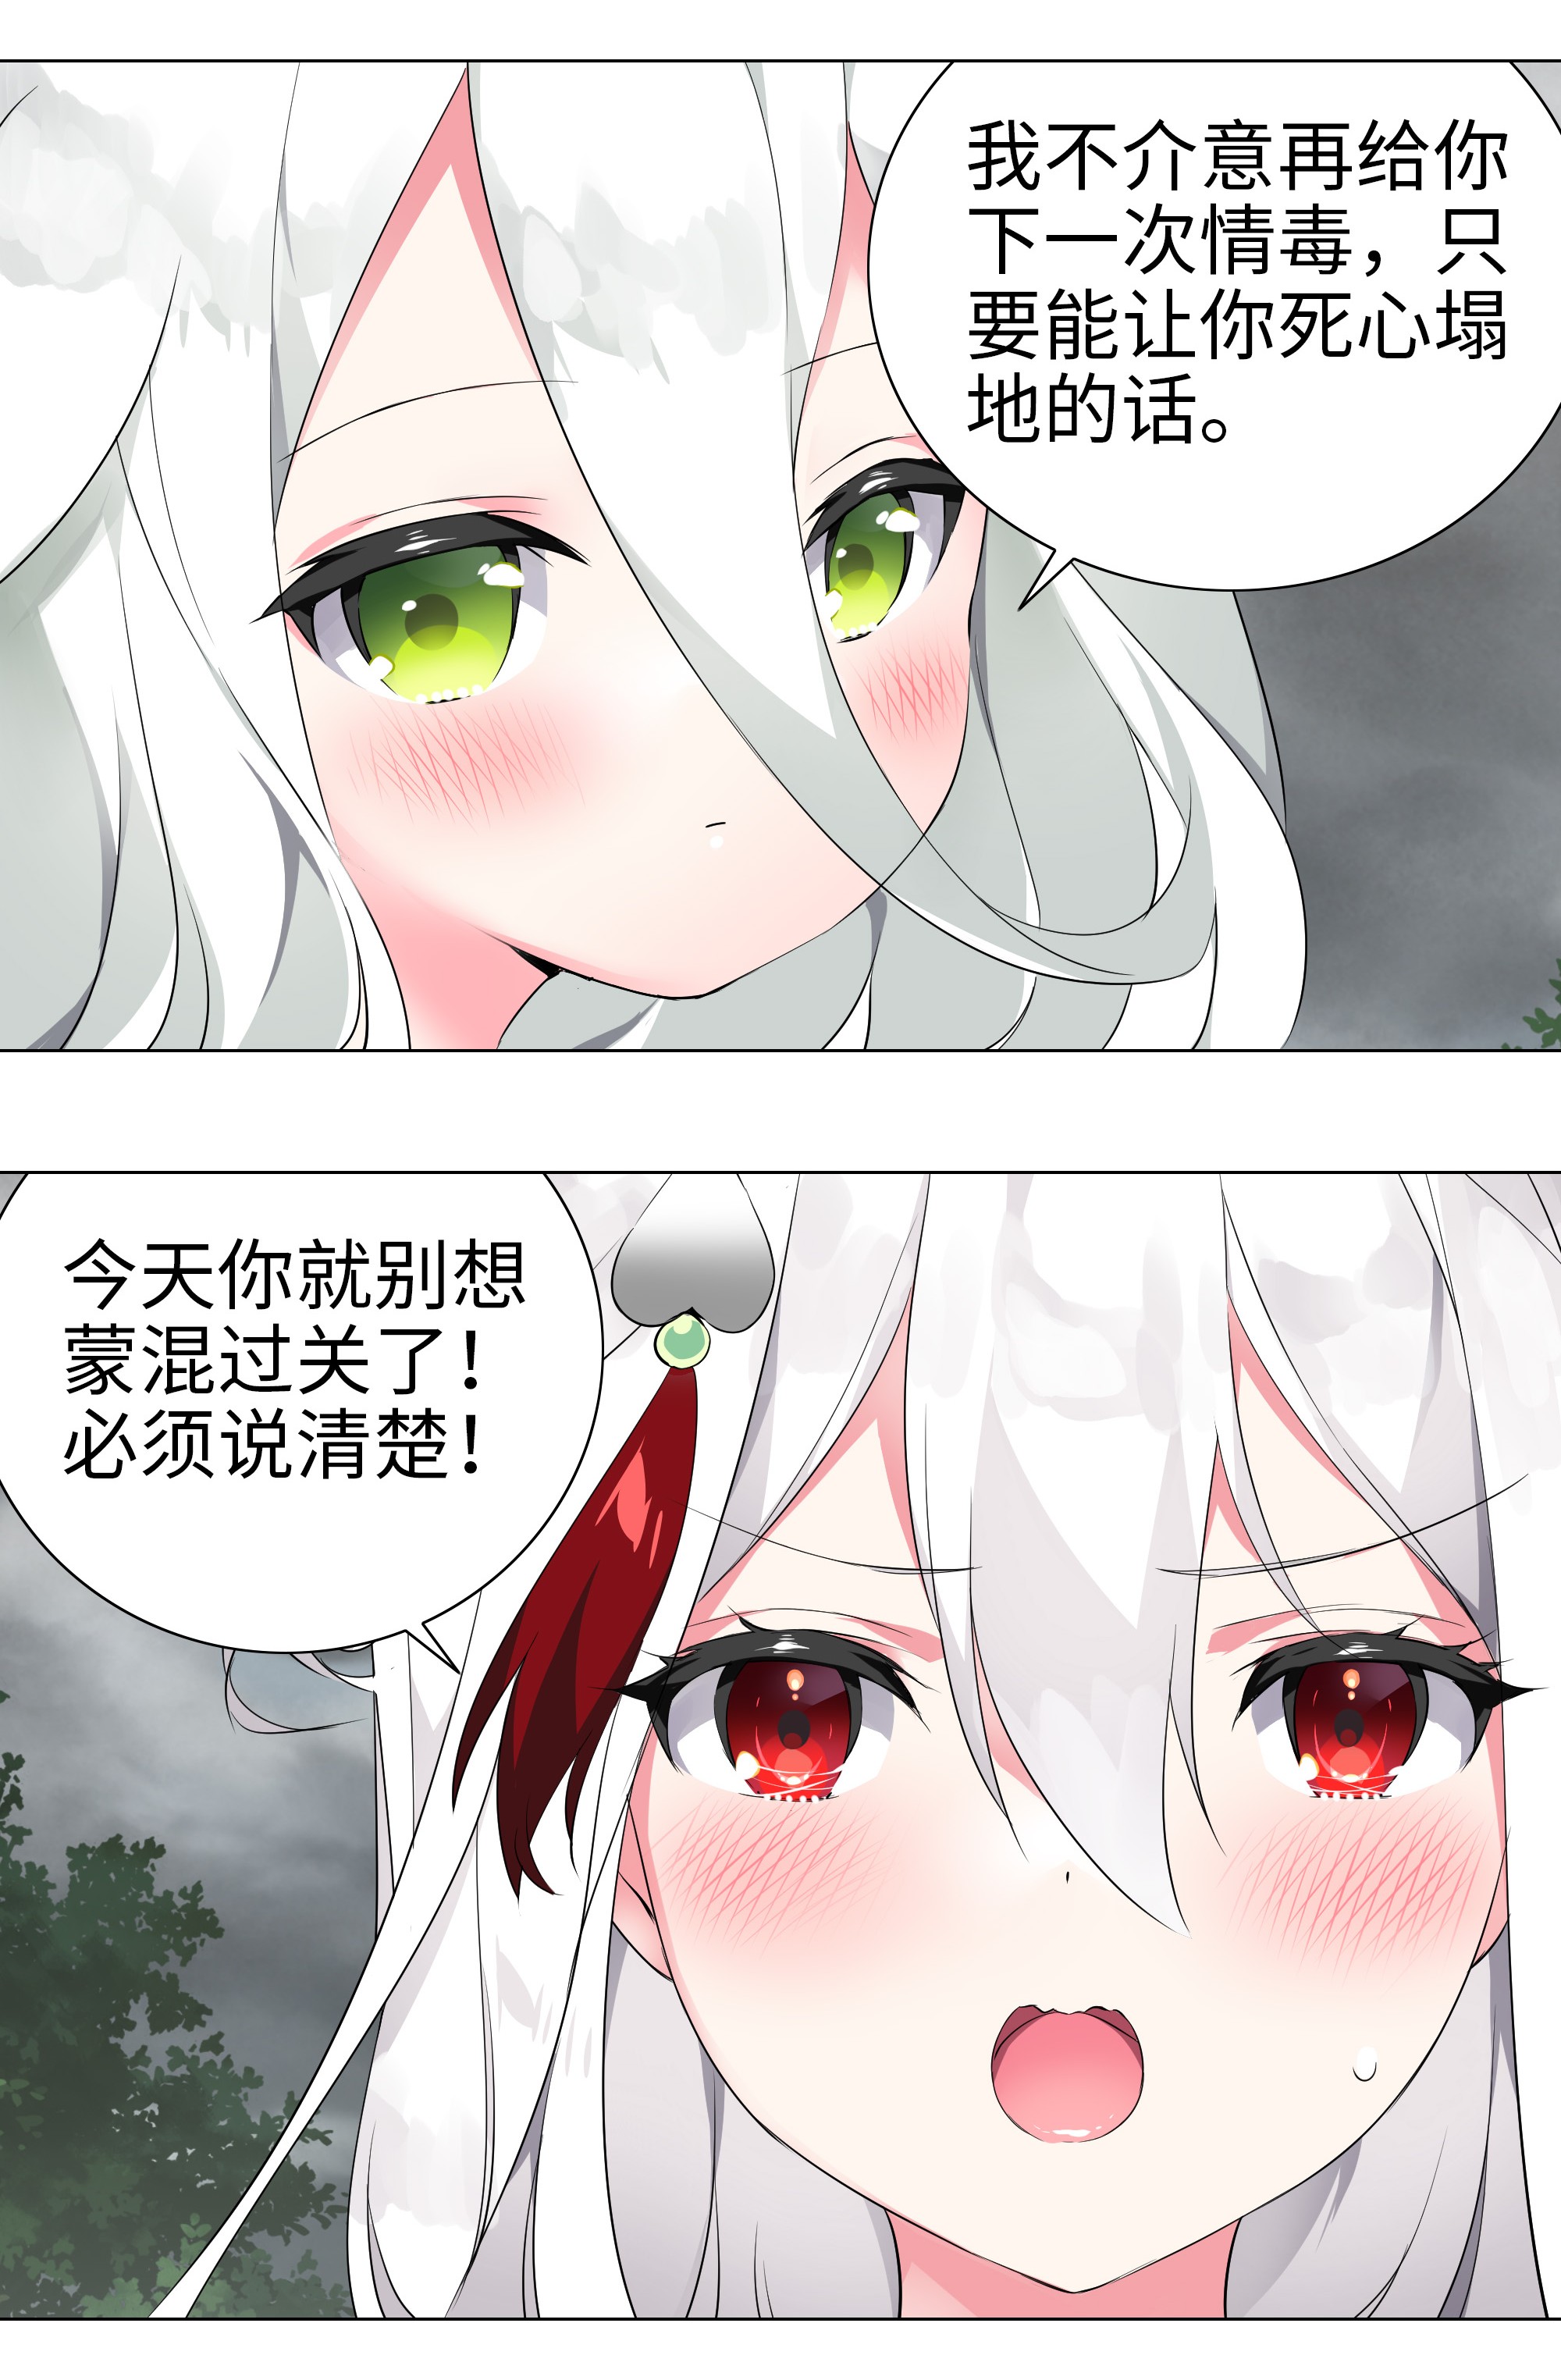 我不介意再给你
下一次情毒，只
要能让你死心塌
地的话。
今天你就别想
蒙混过关了！
必须说清楚！